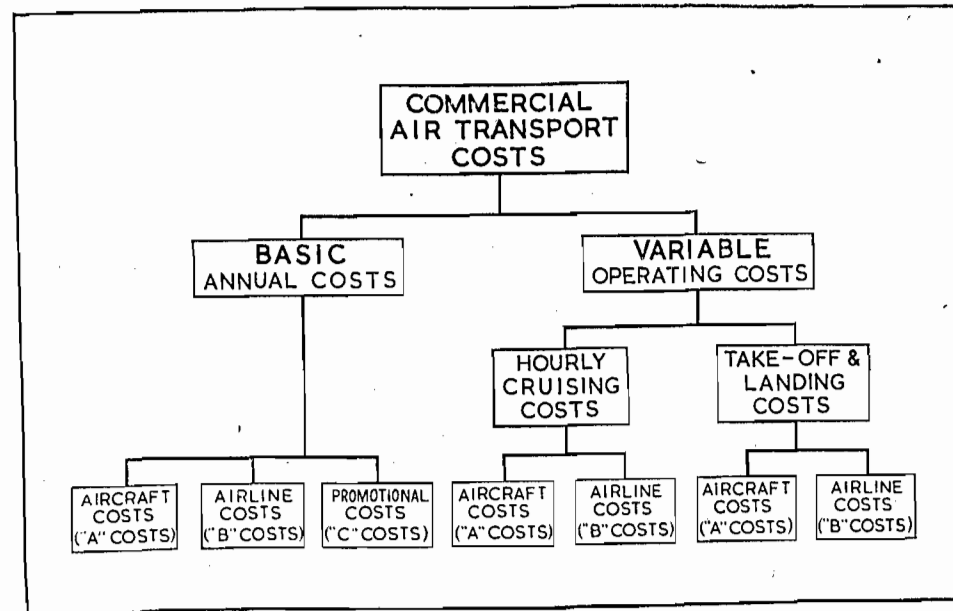 COMMERCIAL
AIR TRANSPORT
COSTS
BASIC
ANNUAL COSTS
VARIABLE
OPERATING COSTS
HOURLY
CRUISING
COSTS
TAKE-OFF &
LANDING
COSTS
AIRCRAFT
COSTS
("A" COSTS)
AIRLINE
COSTS
("B" COSTS)
PROMOTIONAL
COSTS
("C" COSTS)
AIRCRAFT
COSTS
("A" COSTS)
AIRLINE
COSTS
("B" COSTS)
AIRCRAFT
COSTS
("A" COSTS)
AIRLINE
COSTS
("B" COSTS)